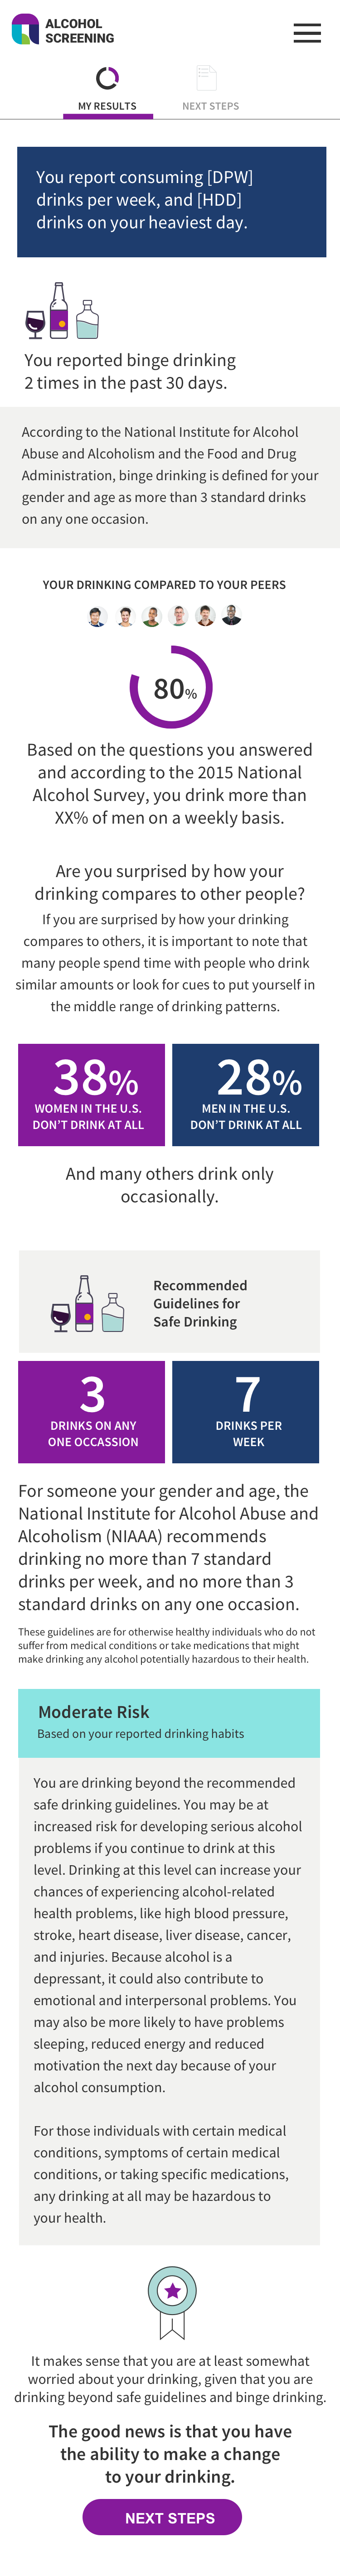 ALCOHOL
SCREENING
MY RESULTS
NEXT STEPS
You report consuming [DPW]
drinks per week, and [HDD]
drinks on your heaviest day.
You reported binge drinking
2 times in the past 30 days.
According to the National Institute for Alcohol
Abuse and Alcoholism and the Food and Drug
Administration, binge drinking is defined for your
gender and age as more than 3 standard drinks
on any one occasion.
YOUR DRINKING COMPARED TO YOUR PEERS
80%
Based on the questions you answered
and according to the 2015 National
Alcohol Survey, you drink more than
XX% of men on a weekly basis.
Are you surprised by how your
drinking compares to other people?
If you are surprised by how your drinking
compares to others, it is important to note that
many people spend time with people who drink
similar amounts or look for cues to put yourself in
the middle range of drinking patterns.
38%
WOMEN IN THE U.S.
DON'T DRINK AT ALL
28%
MEN IN THE U.S.
DON'T DRINK AT ALL
And many others drink only
occasionally.
Recommended
Guidelines for
Safe Drinking
3
DRINKS ON ANY
ONE OCCASSION
7
DRINKS PER
WEEK
For someone your gender and age, the
National Institute for Alcohol Abuse and
Alcoholism (NIAAA) recommends
drinking no more than 7 standard
drinks per week, and no more than 3
standard drinks on any one occasion.
These guidelines are for otherwise healthy individuals who do not
suffer from medical conditions or take medications that might
make drinking any alcohol potentially hazardous to their health.
Moderate Risk
Based on your reported drinking habits
You are drinking beyond the recommended
safe drinking guidelines. You may be at
increased risk for developing serious alcohol
problems if you continue to drink at this
level. Drinking at this level can increase your
chances of experiencing alcohol-related
health problems, like high blood pressure,
stroke, heart disease, liver disease, cancer,
and injuries. Because alcohol is a
depressant, it could also contribute to
emotional and interpersonal problems. You
may also be more likely to have problems
sleeping, reduced energy and reduced
motivation the next day because of your
alcohol consumption.
For those individuals with certain medical
conditions, symptoms of certain medical
conditions, or taking specific medications,
any drinking at all may be hazardous to
your health.
It makes sense that you are at least somewhat
worried about your drinking, given that you are
drinking beyond safe guidelines and binge drinking.
The good news is that you have
the ability to make a change
to your drinking.
NEXT STEPS